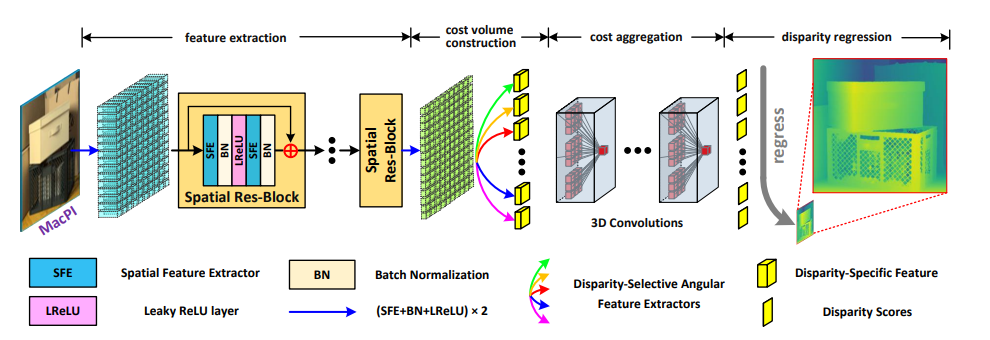 feature extraction
cost volume
construction
cost aggregation
disparity regression
MacPI
SFE
BN
LReLU
SFE
BN
Spatial Res-Block
Spatial
Res-Block
3D Convolutions
regress
SFE
Spatial Feature Extractor
BN
Batch Normalization
Disparity-Selective Angular
Feature Extractors
Disparity-Specific Feature
LReLU
Leaky ReLU layer
(SFE+BN+LReLU) × 2
Disparity Scores